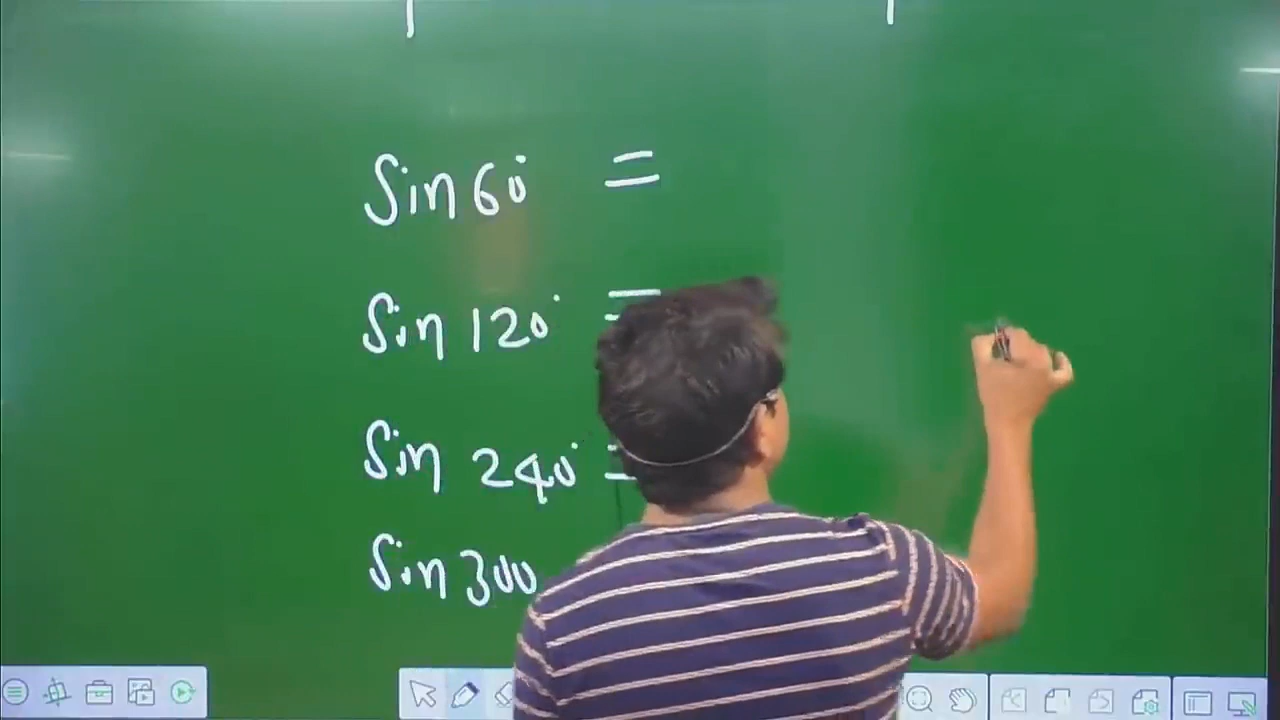 Sin 60° =
Sin 120° =
Sin 240° =
Sin 300